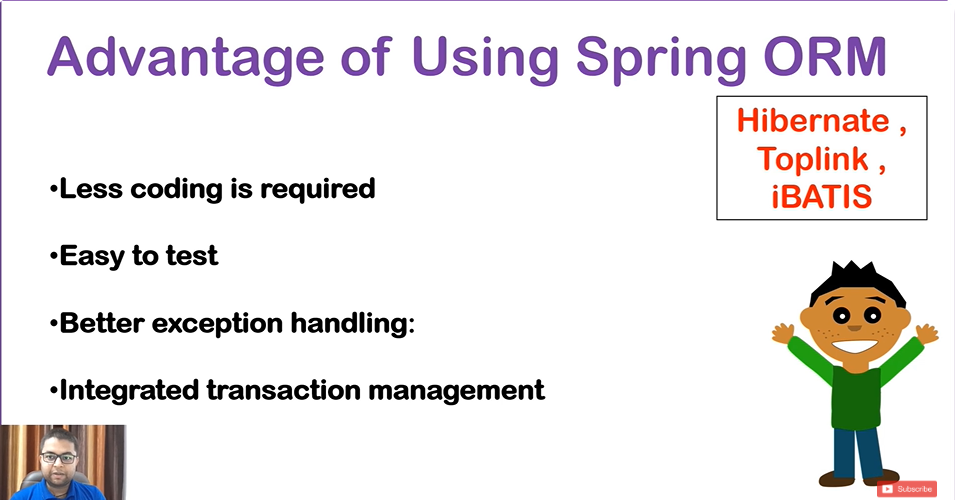 Advantage of Using Spring ORM
Hibernate ,
Toplink ,
iBATIS
•Less coding is required
•Easy to test
•Better exception handling:
•Integrated transaction management
Subscribe